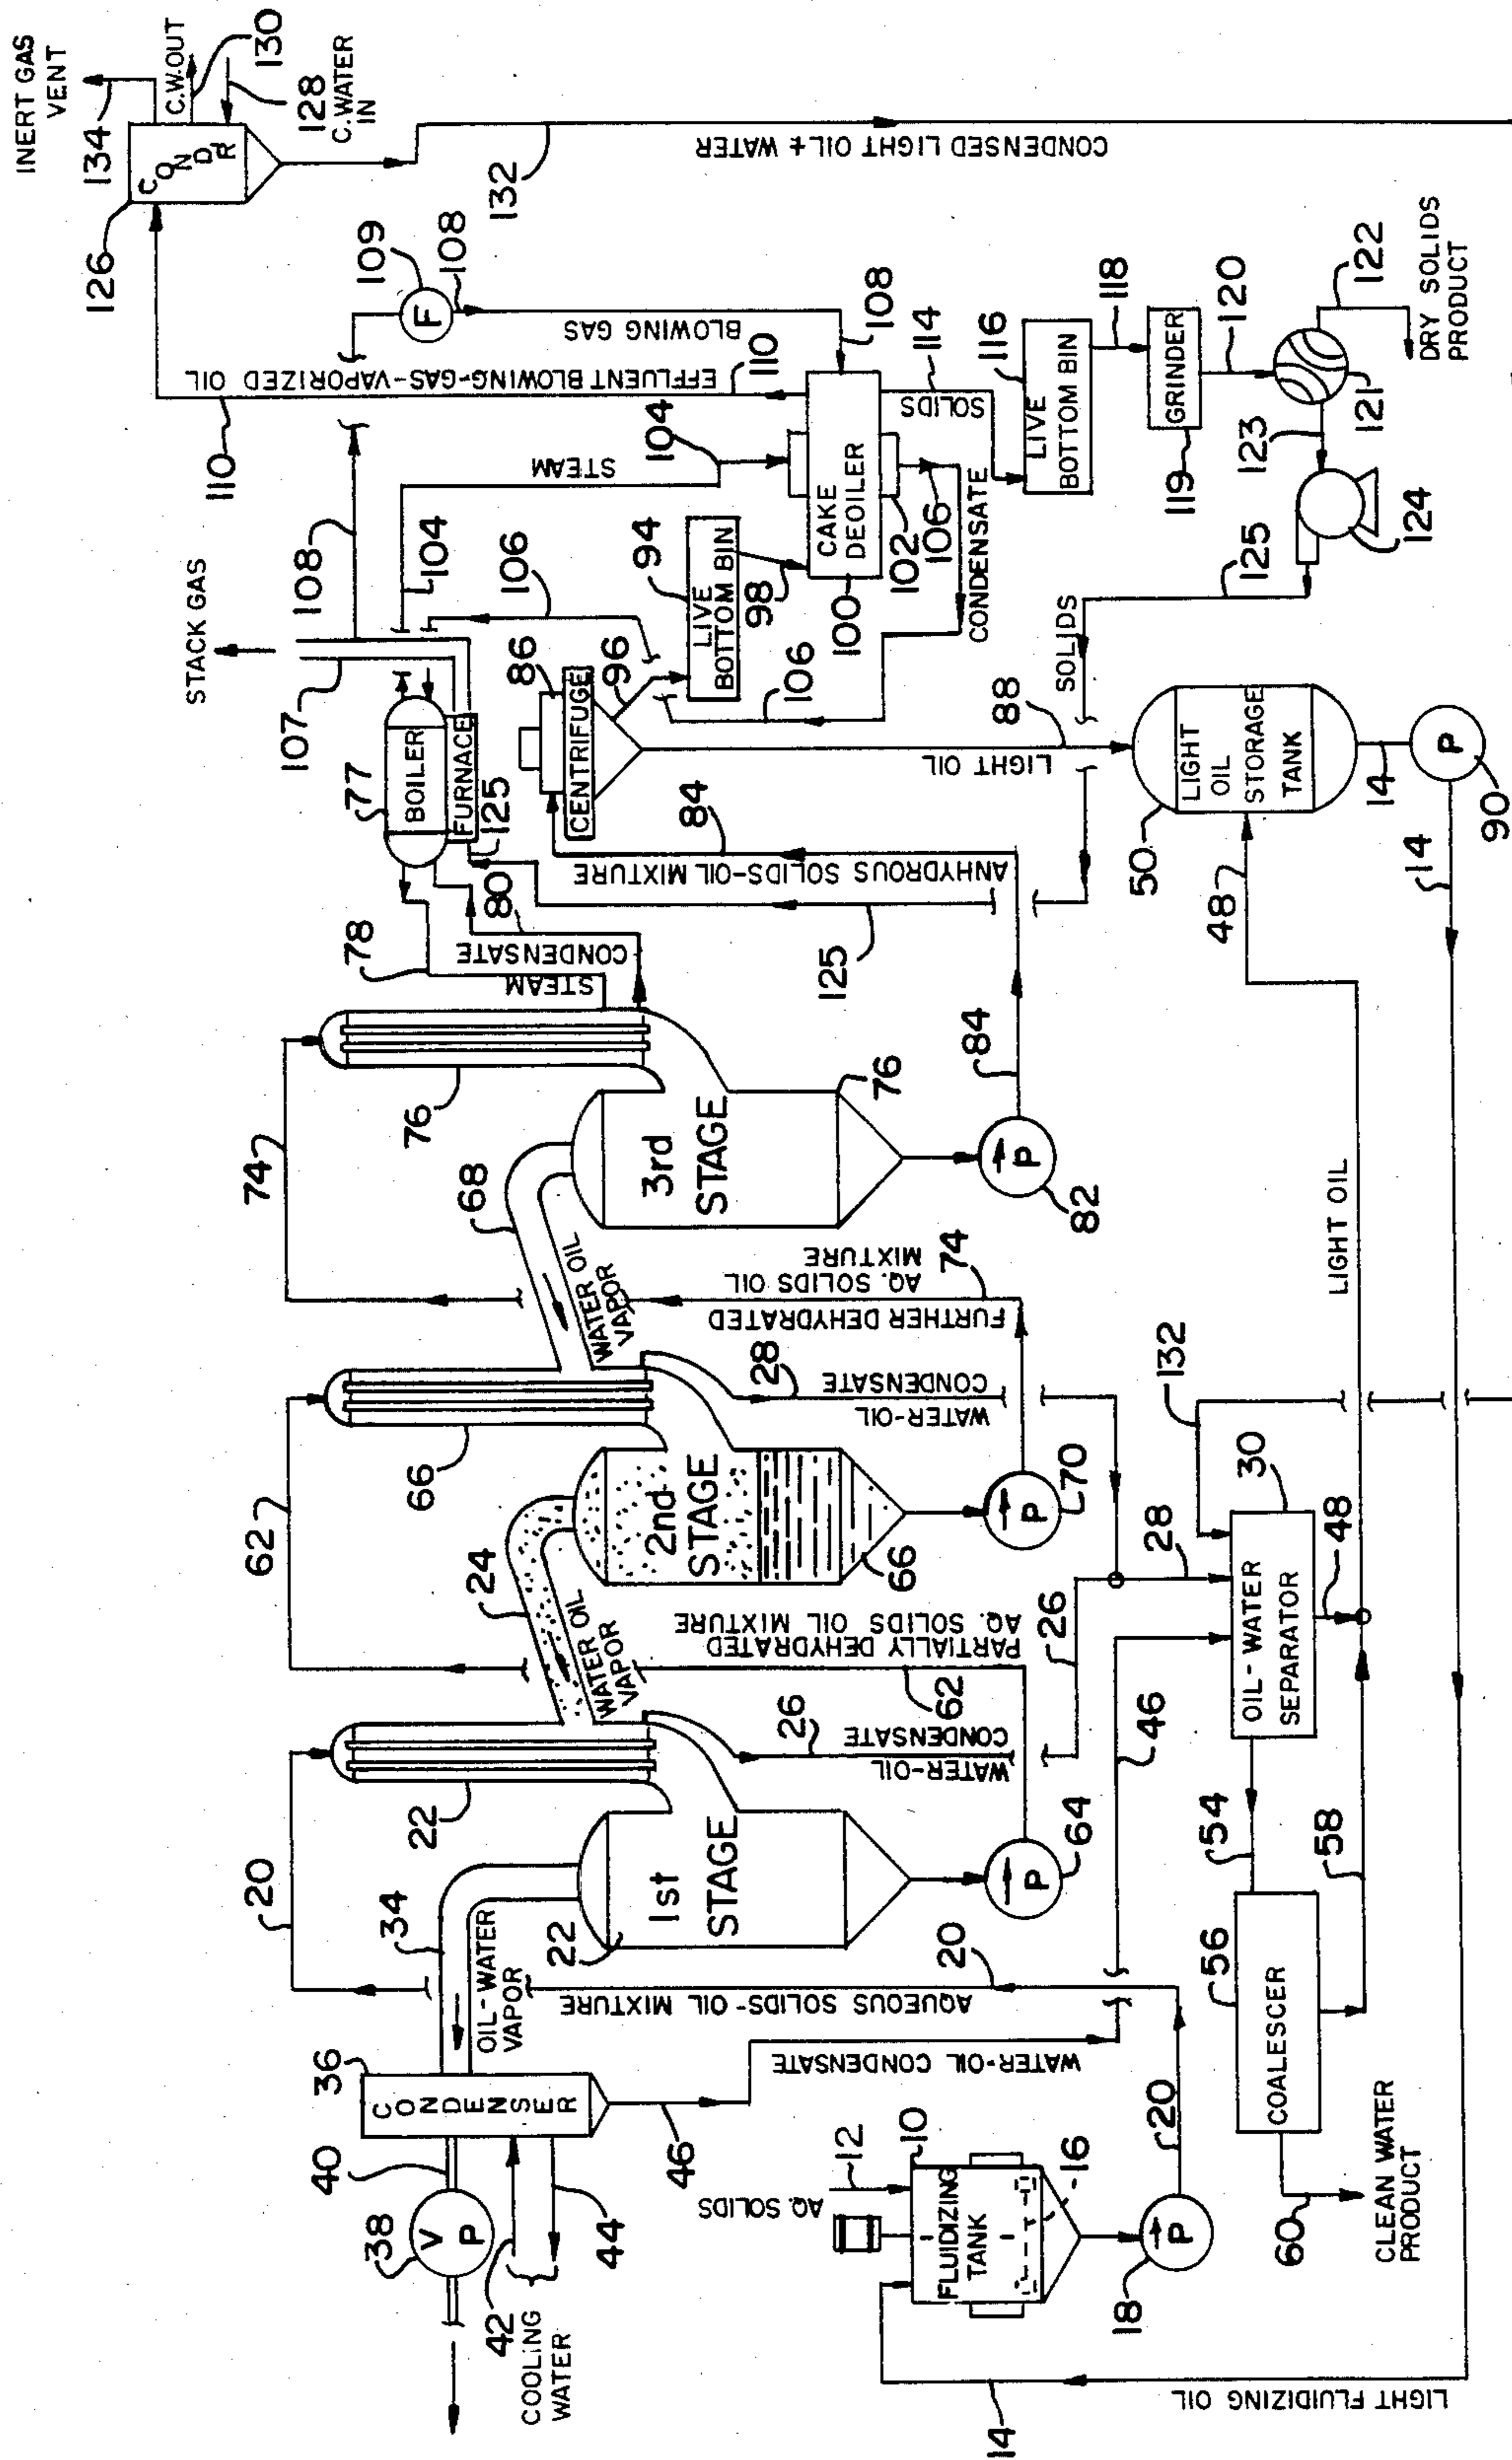 INERT GAS
VENT
134
C.W.OUT
130
128
C. WATER
IN
CONDR
126
132
CONDENSED LIGHT OIL + WATER
109
F
108
BLOWING GAS
108
110
EFFLUENT BLOWING-GAS-VAPORIZED OIL
110
STACK GAS
108
107
104
STEAM
104
106
94
LIVE
BOTTOM BIN
98
CAKE
DEOILER
100
102
106
CONDENSATE
106
114
SOLIDS
116
LIVE
BOTTOM BIN
118
GRINDER
119
120
121
122
DRY SOLIDS
PRODUCT
123
124
125
SOLIDS
77
BOILER
FURNACE
125
86
CENTRIFUGE
96
88
LIGHT OIL
84
ANHYDROUS SOLIDS-OIL MIXTURE
125
78
80
CONDENSATE
STEAM
50
LIGHT
OIL
STORAGE
TANK
14
P
90
14
48
74
76
68
3rd
STAGE
76
84
P
82
WATER OIL
VAPOR
FURTHER DEHYDRATED
AQ. SOLIDS OIL
MIXTURE
74
62
66
24
2nd
STAGE
66
P
70
WATER-OIL
CONDENSATE
28
WATER OIL
VAPOR
PARTIALLY DEHYDRATED
AQ. SOLIDS OIL MIXTURE
62
20
22
34
OIL-WATER
VAPOR
1st
STAGE
22
P
64
WATER-OIL
CONDENSATE
26
26
28
132
30
OIL-WATER
SEPARATOR
48
LIGHT OIL
46
54
56
COALESCER
58
60
CLEAN WATER
PRODUCT
20
AQUEOUS SOLIDS-OIL MIXTURE
36
CONDENSER
40
38
V
P
42
44
COOLING
WATER
46
WATER-OIL CONDENSATE
AQ. SOLIDS
12
10
FLUIDIZING
TANK
16
P
18
20
14
LIGHT FLUIDIZING OIL